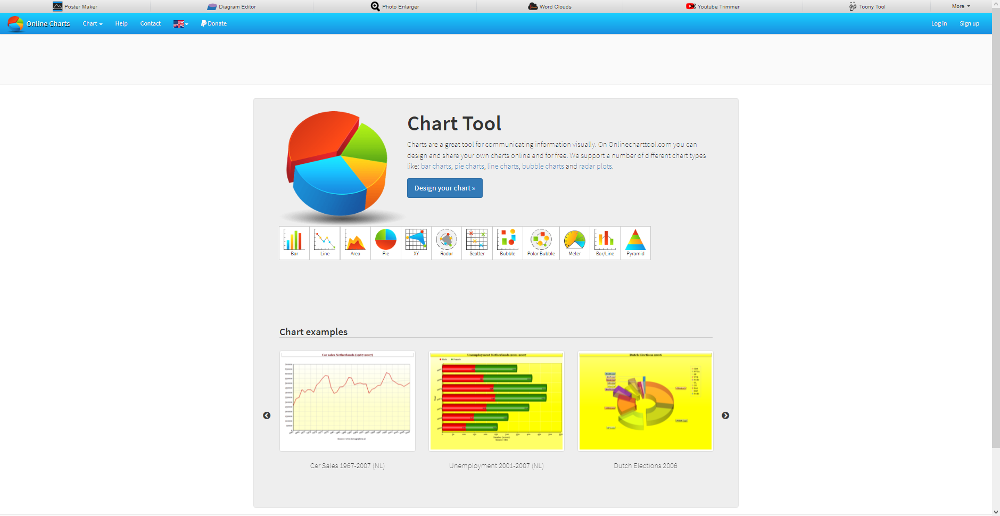 Poster Maker
Diagram Editor
Photo Enlarger
Word Clouds
Youtube Trimmer
Toony Tool
More
Online Charts
Chart
Help
Contact
Donate
Log in
Sign up
Chart Tool
Charts are a great tool for communicating information visually. On Onlinecharttool.com you can
design and share your own charts online and for free. We support a number of different chart types
like: bar charts, pie charts, line charts, bubble charts and radar plots.
Design your chart »
Bar
Line
Area
Pie
XY
Radar
Scatter
Bubble
Polar Bubble
Meter
Bar/Line
Pyramid
Chart examples
Car sales Netherlands (1967-2007)
Unemployment Netherlands 2001-2007
Male
Female
Dutch Elections 2006
Car Sales 1967-2007 (NL)
Unemployment 2001-2007 (NL)
Dutch Elections 2006